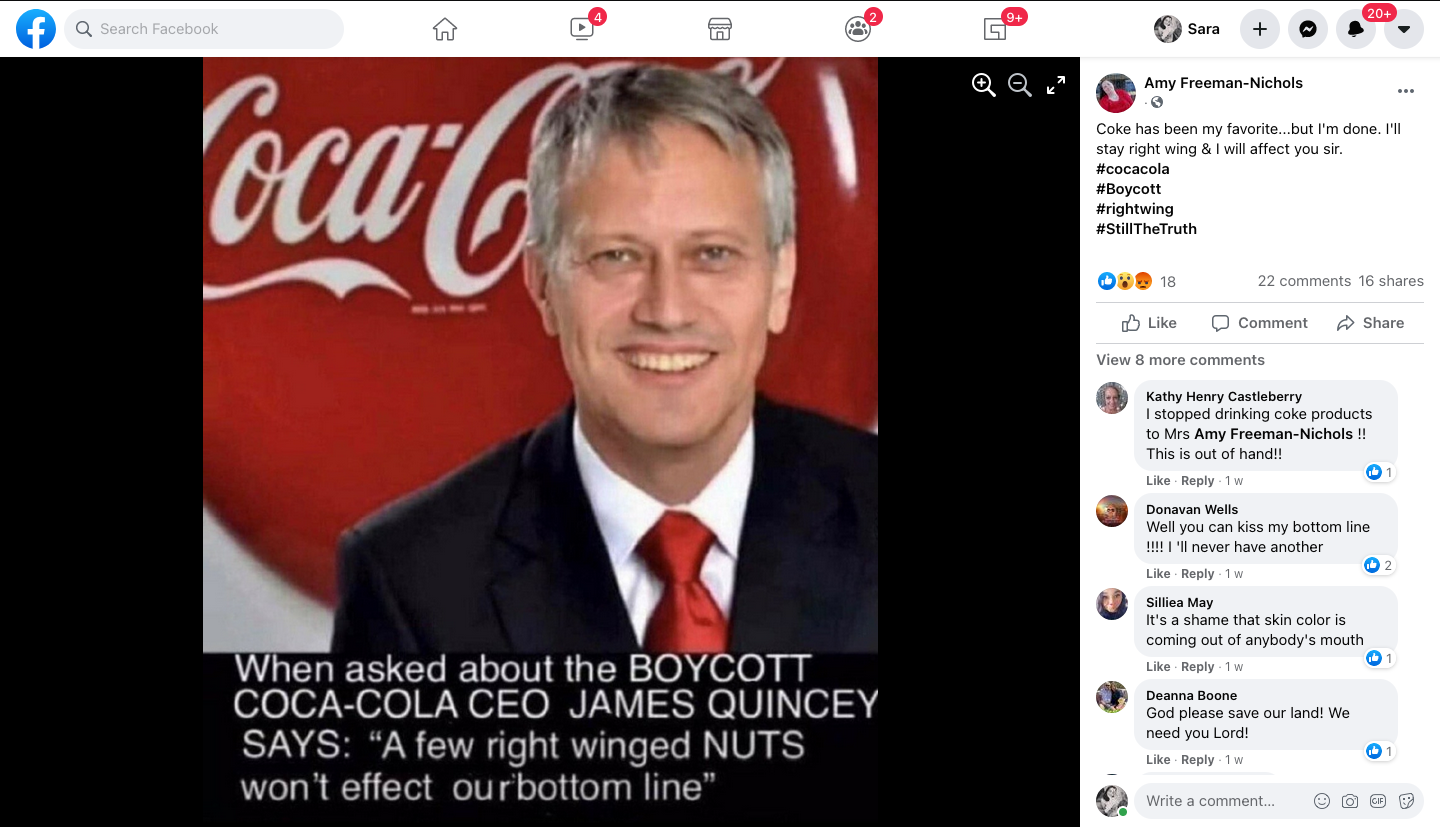 Search Facebook
4
2
9+
Sara
20+
Coca-C
When asked about the BOYCOTT
COCA-COLA CEO JAMES QUINCEY
SAYS: “A few right winged NUTS
won't effect our bottom line”
Amy Freeman-Nichols
Coke has been my favorite...but I'm done. I'll
stay right wing & I will affect you sir.
#cocacola
#Boycott
#rightwing
#StillTheTruth
18
22 comments 16 shares
Like Comment Share
View 8 more comments
Kathy Henry Castleberry
I stopped drinking coke products
to Mrs Amy Freeman-Nichols !!
This is out of hand!!
1
Like · Reply · 1 w
Donavan Wells
Well you can kiss my bottom line
!!!! I 'll never have another
2
Like · Reply · 1 w
Silliea May
It's a shame that skin color is
coming out of anybody's mouth
1
Like · Reply · 1 w
Deanna Boone
God please save our land! We
need you Lord!
1
Like · Reply · 1 w
Write a comment...
GIF